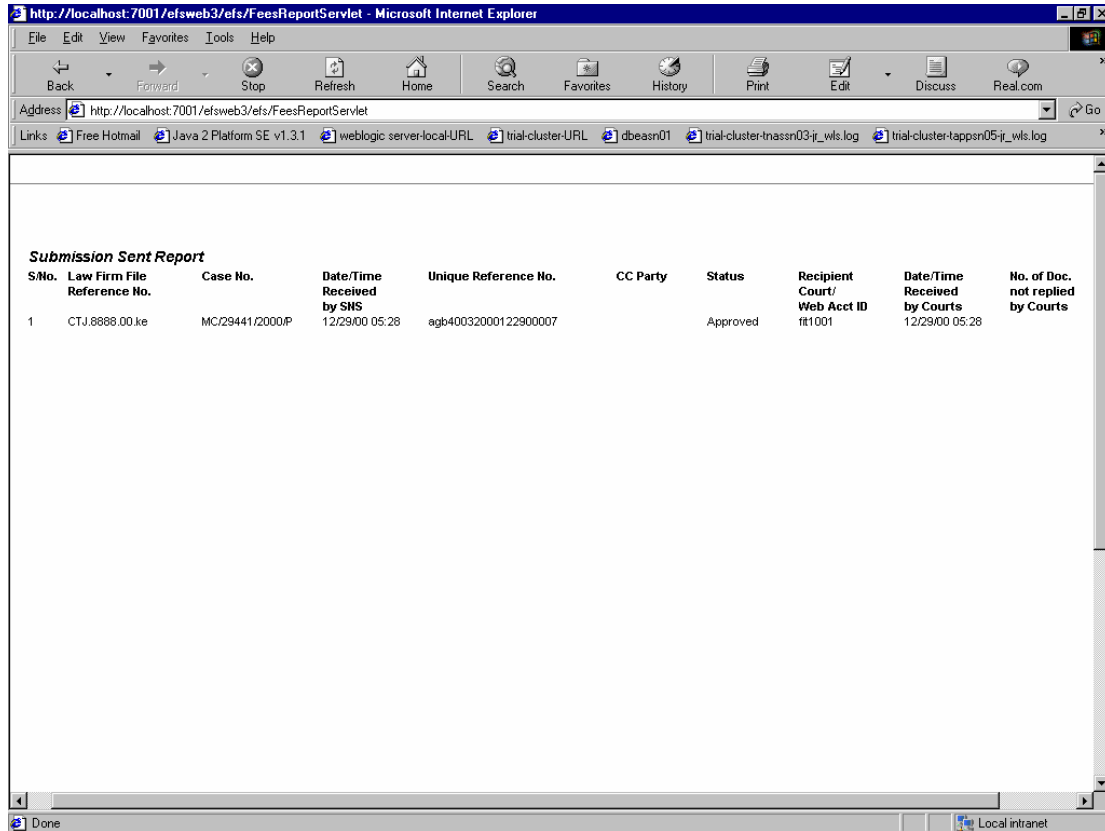 http://localhost:7001/efsweb3/efs/FeesReportServlet - Microsoft Internet Explorer
File Edit View Favorites Tools Help
Back Forward Stop Refresh Home Search Favorites History Print Edit Discuss Real.com
Address http://localhost:7001/efsweb3/efs/FeesReportServlet Go
Links Free Hotmail Java 2 Platform SE v1.3.1 weblogic server-local-URL trial-cluster-URL dbeasn01 trial-cluster-tnassn03-jr_wls.log trial-cluster-tappsn05-jr_wls.log
Submission Sent Report
S/No. Law Firm File Case No. Date/Time Unique Reference No. CC Party Status Recipient Date/Time No. of Doc.
Reference No. Received Court/ Received not replied
by SNS Web Acct ID by Courts by Courts
1 CTJ.8888.00.ke MC/29441/2000/P 12/29/00 05:28 agb40032000122900007 Approved fit1001 12/29/00 05:28
Done Local intranet